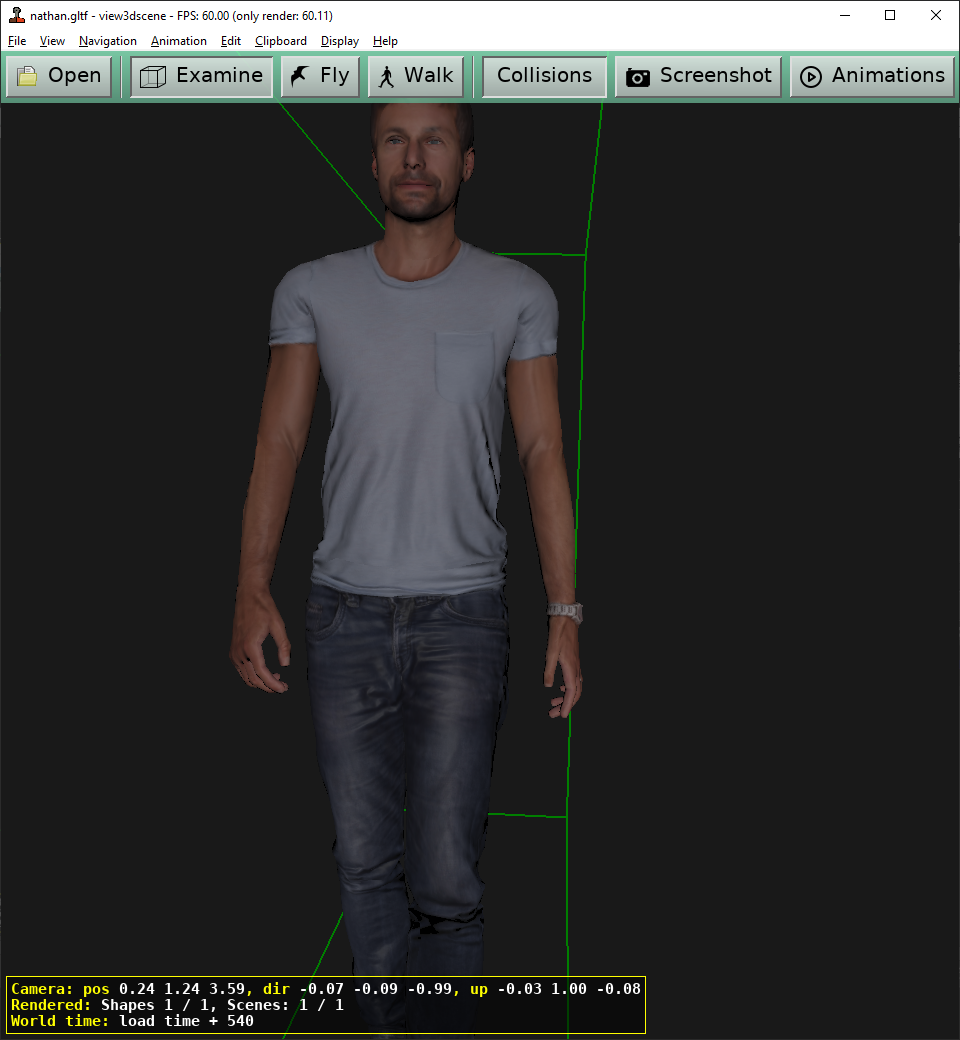 nathan.gltf - view3dscene - FPS: 60.00 (only render: 60.11)
File View Navigation Animation Edit Clipboard Display Help
Open Examine Fly Walk Collisions Screenshot Animations
Camera: pos 0.24 1.24 3.59, dir -0.07 -0.09 -0.99, up -0.03 1.00 -0.08
Rendered: Shapes 1 / 1, Scenes: 1 / 1
World time: load time + 540